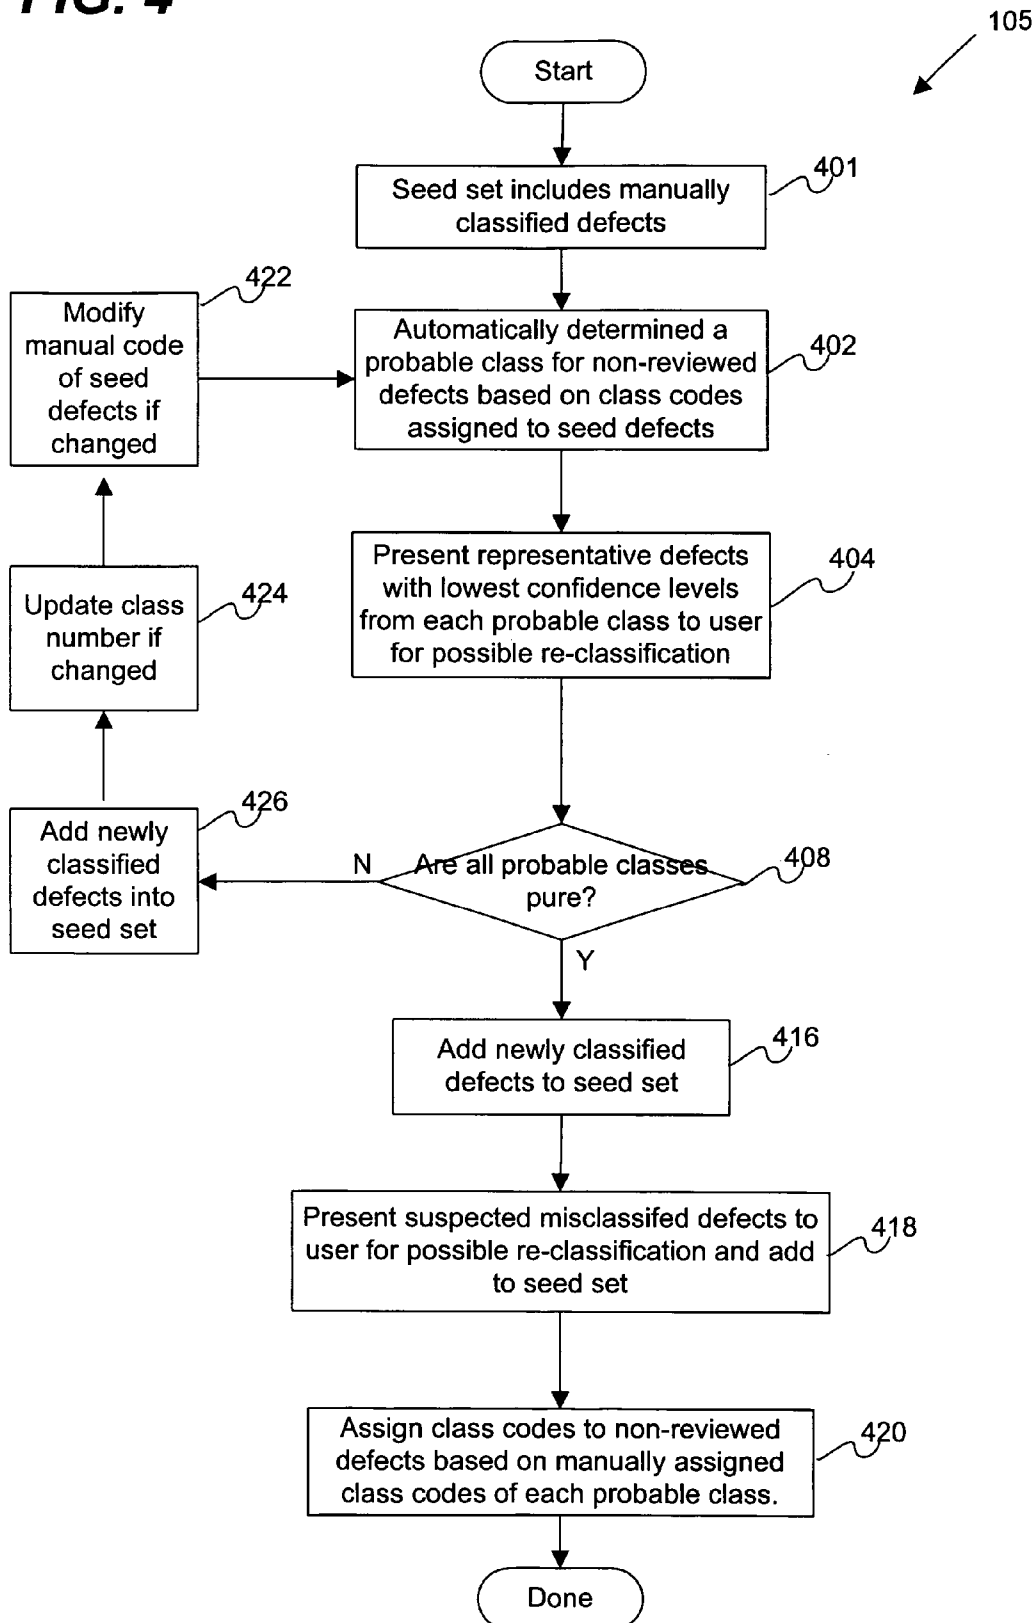 FIG. 4
105
Start
401
Seed set includes manually
classified defects
422
Modify
manual code
of seed
defects if
changed
402
Automatically determined a
probable class for non-reviewed
defects based on class codes
assigned to seed defects
404
Present representative defects
with lowest confidence levels
from each probable class to user
for possible re-classification
424
Update class
number if
changed
426
Add newly
classified
defects into
seed set
N
Are all probable classes
pure?
408
Y
416
Add newly classified
defects to seed set
418
Present suspected misclassifed defects to
user for possible re-classification and add
to seed set
420
Assign class codes to non-reviewed
defects based on manually assigned
class codes of each probable class.
Done